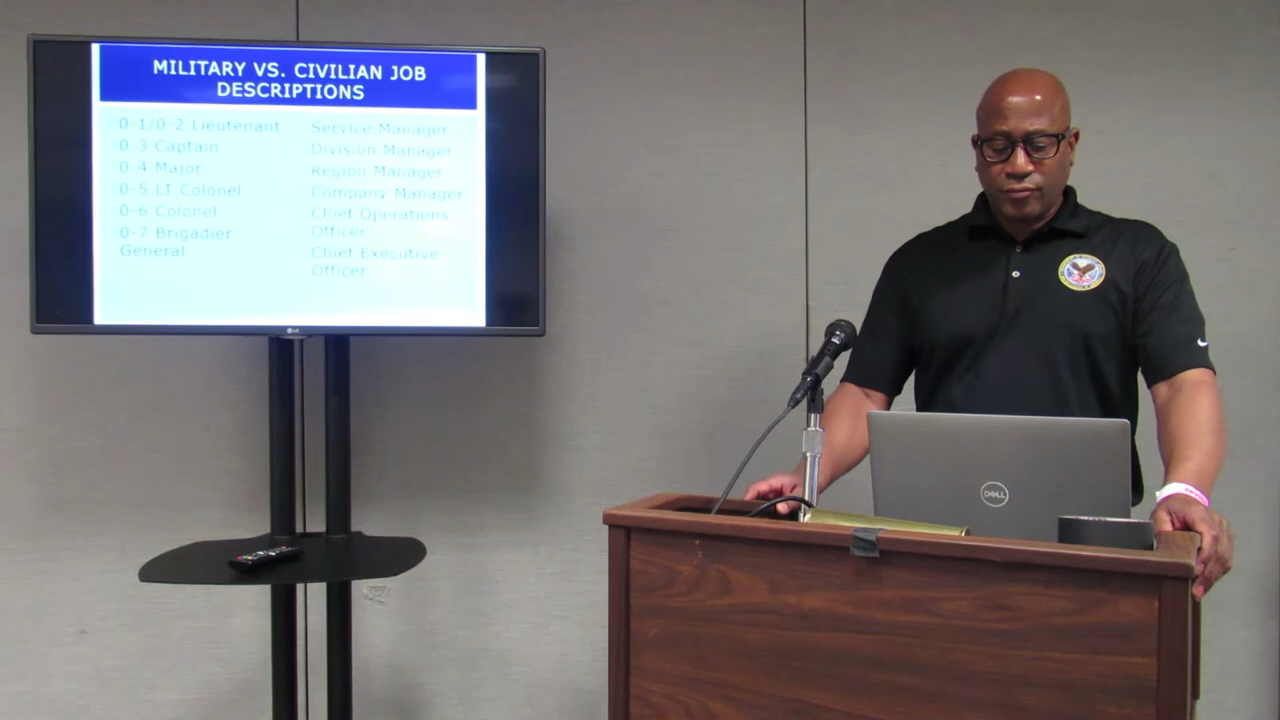 MILITARY VS. CIVILIAN JOB
DESCRIPTIONS
0-1/0-2 Lieutenant
0-3 Captain
0-4 Major
0-5 LT Colonel
0-6 Colonel
0-7 Brigadier
General
Service Manager
Division Manager
Region Manager
Company Manager
Chief Operations
Officer
Chief Executive
Officer
LG
DELL